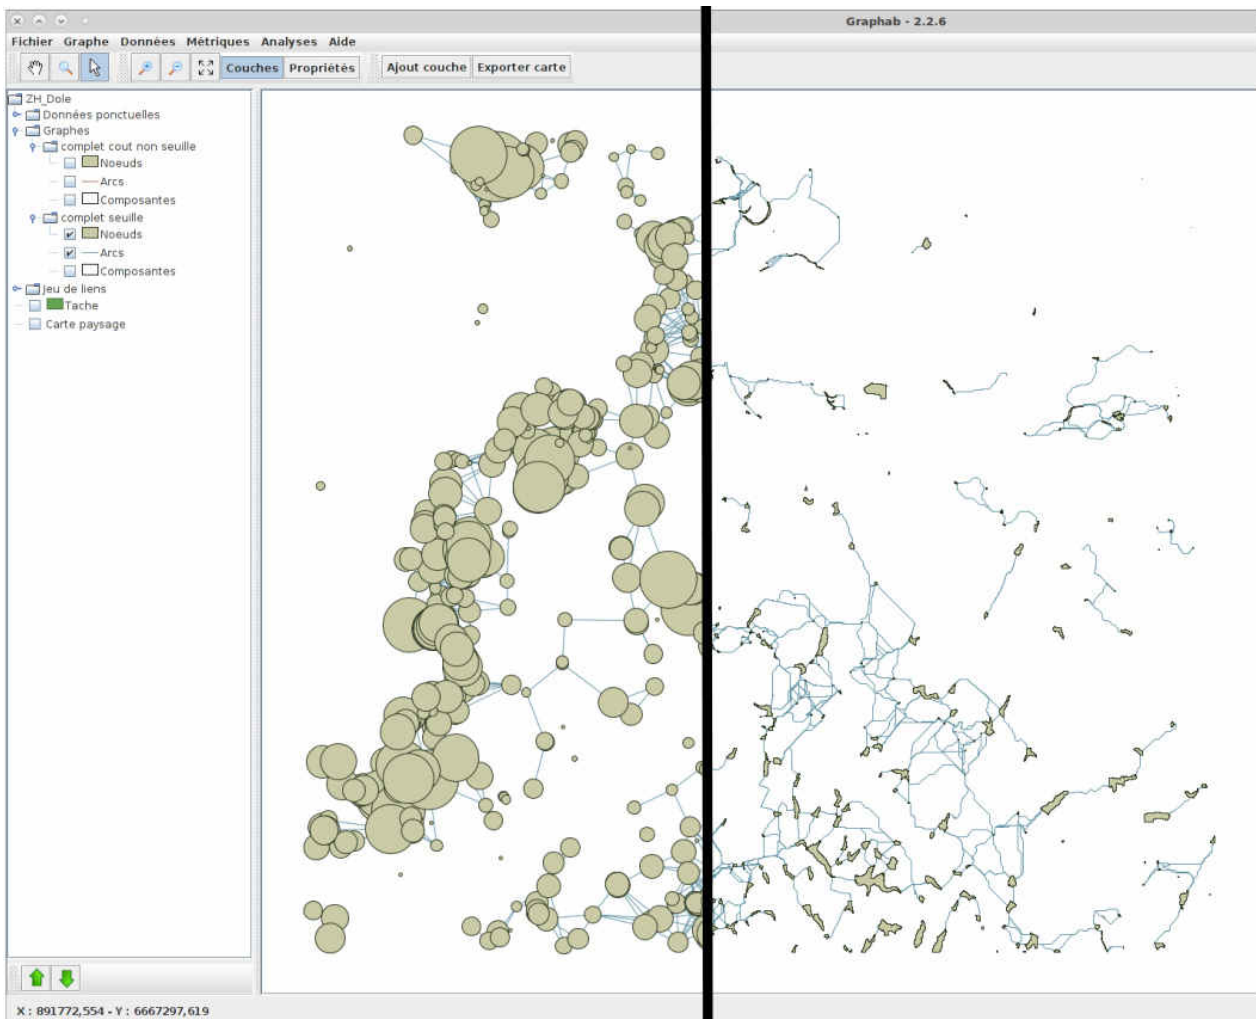 Graphab - 2.2.6
Fichier Graphe Données Métriques Analyses Aide
Couches Propriétés Ajout couche Exporter carte
ZH_Dole
Données ponctuelles
Graphes
complet cout non seuille
Noeuds
Arcs
Composantes
complet seuille
Noeuds
Arcs
Composantes
Jeu de liens
Tache
Carte paysage
X : 891772,554 - Y : 6667297,619